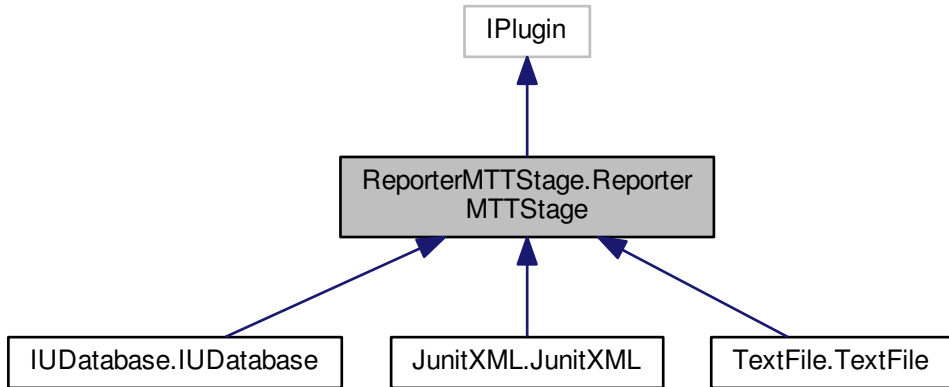 IPlugin
ReporterMTTStage.Reporter
MTTStage
IUDatabase.IUDatabase
JunitXML.JunitXML
TextFile.TextFile